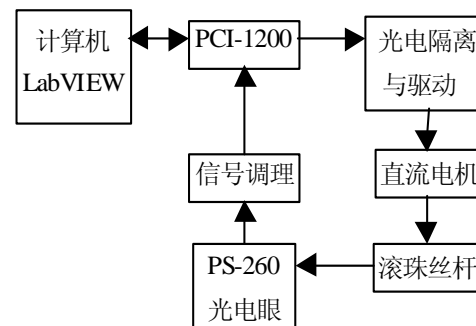 计算机
LabVIEW
PCI-1200
光电隔离
与驱动
信号调理
直流电机
PS-260
光电眼
滚珠丝杆